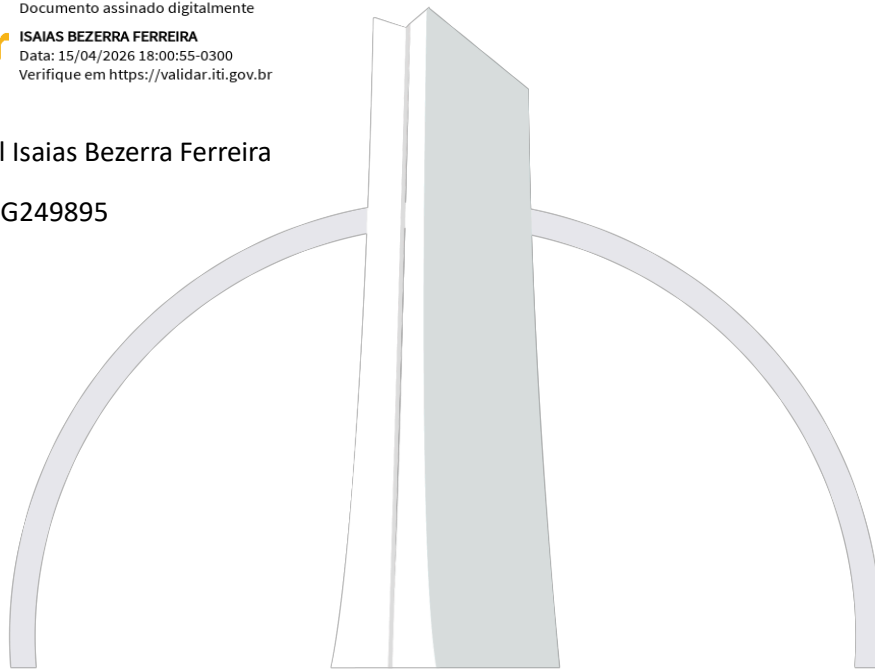 Documento assinado digitalmente
ISAIAS BEZERRA FERREIRA
Data: 15/04/2026 18:00:55-0300
Verifique em https://validar.iti.gov.br
l Isaias Bezerra Ferreira
G249895